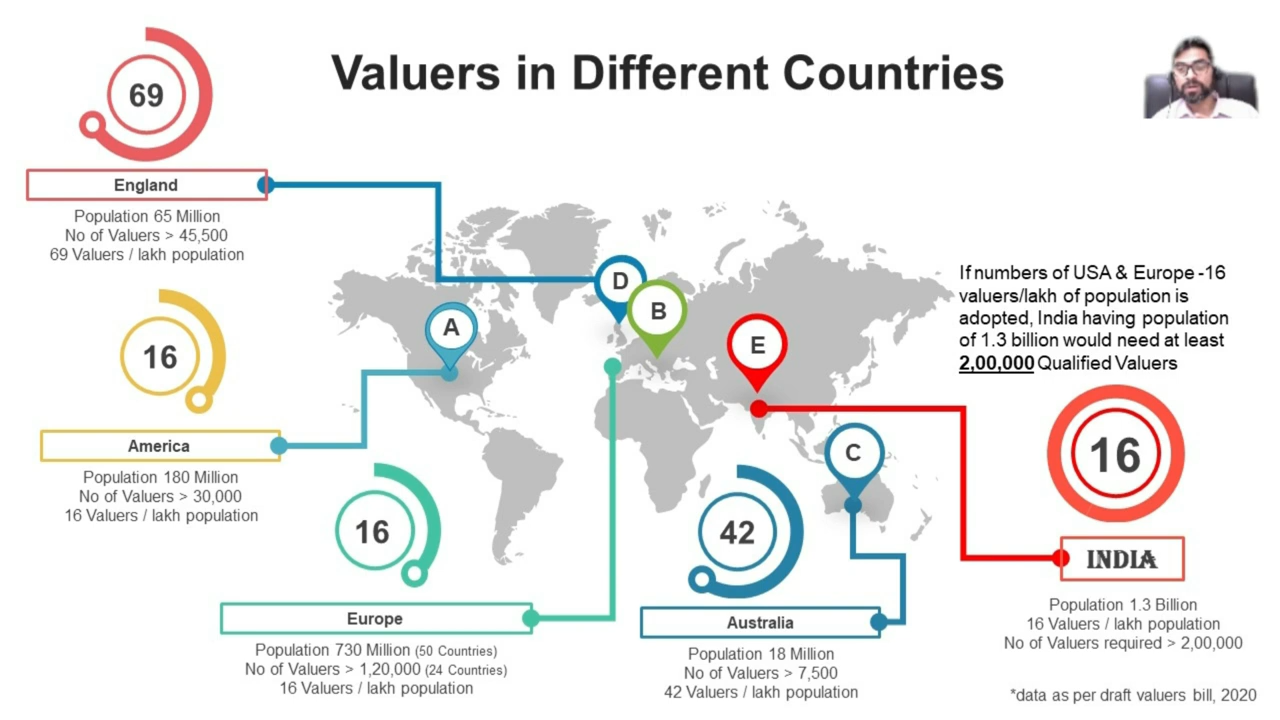 Valuers in Different Countries
69
England
Population 65 Million
No of Valuers > 45,500
69 Valuers / lakh population
16
America
Population 180 Million
No of Valuers > 30,000
16 Valuers / lakh population
16
Europe
Population 730 Million (50 Countries)
No of Valuers > 1,20,000 (24 Countries)
16 Valuers / lakh population
42
Australia
Population 18 Million
No of Valuers > 7,500
42 Valuers / lakh population
A
D
B
E
C
If numbers of USA & Europe -16
valuers/lakh of population is
adopted, India having population
of 1.3 billion would need at least
2,00,000 Qualified Valuers
16
INDIA
Population 1.3 Billion
16 Valuers / lakh population
No of Valuers required > 2,00,000
*data as per draft valuers bill, 2020